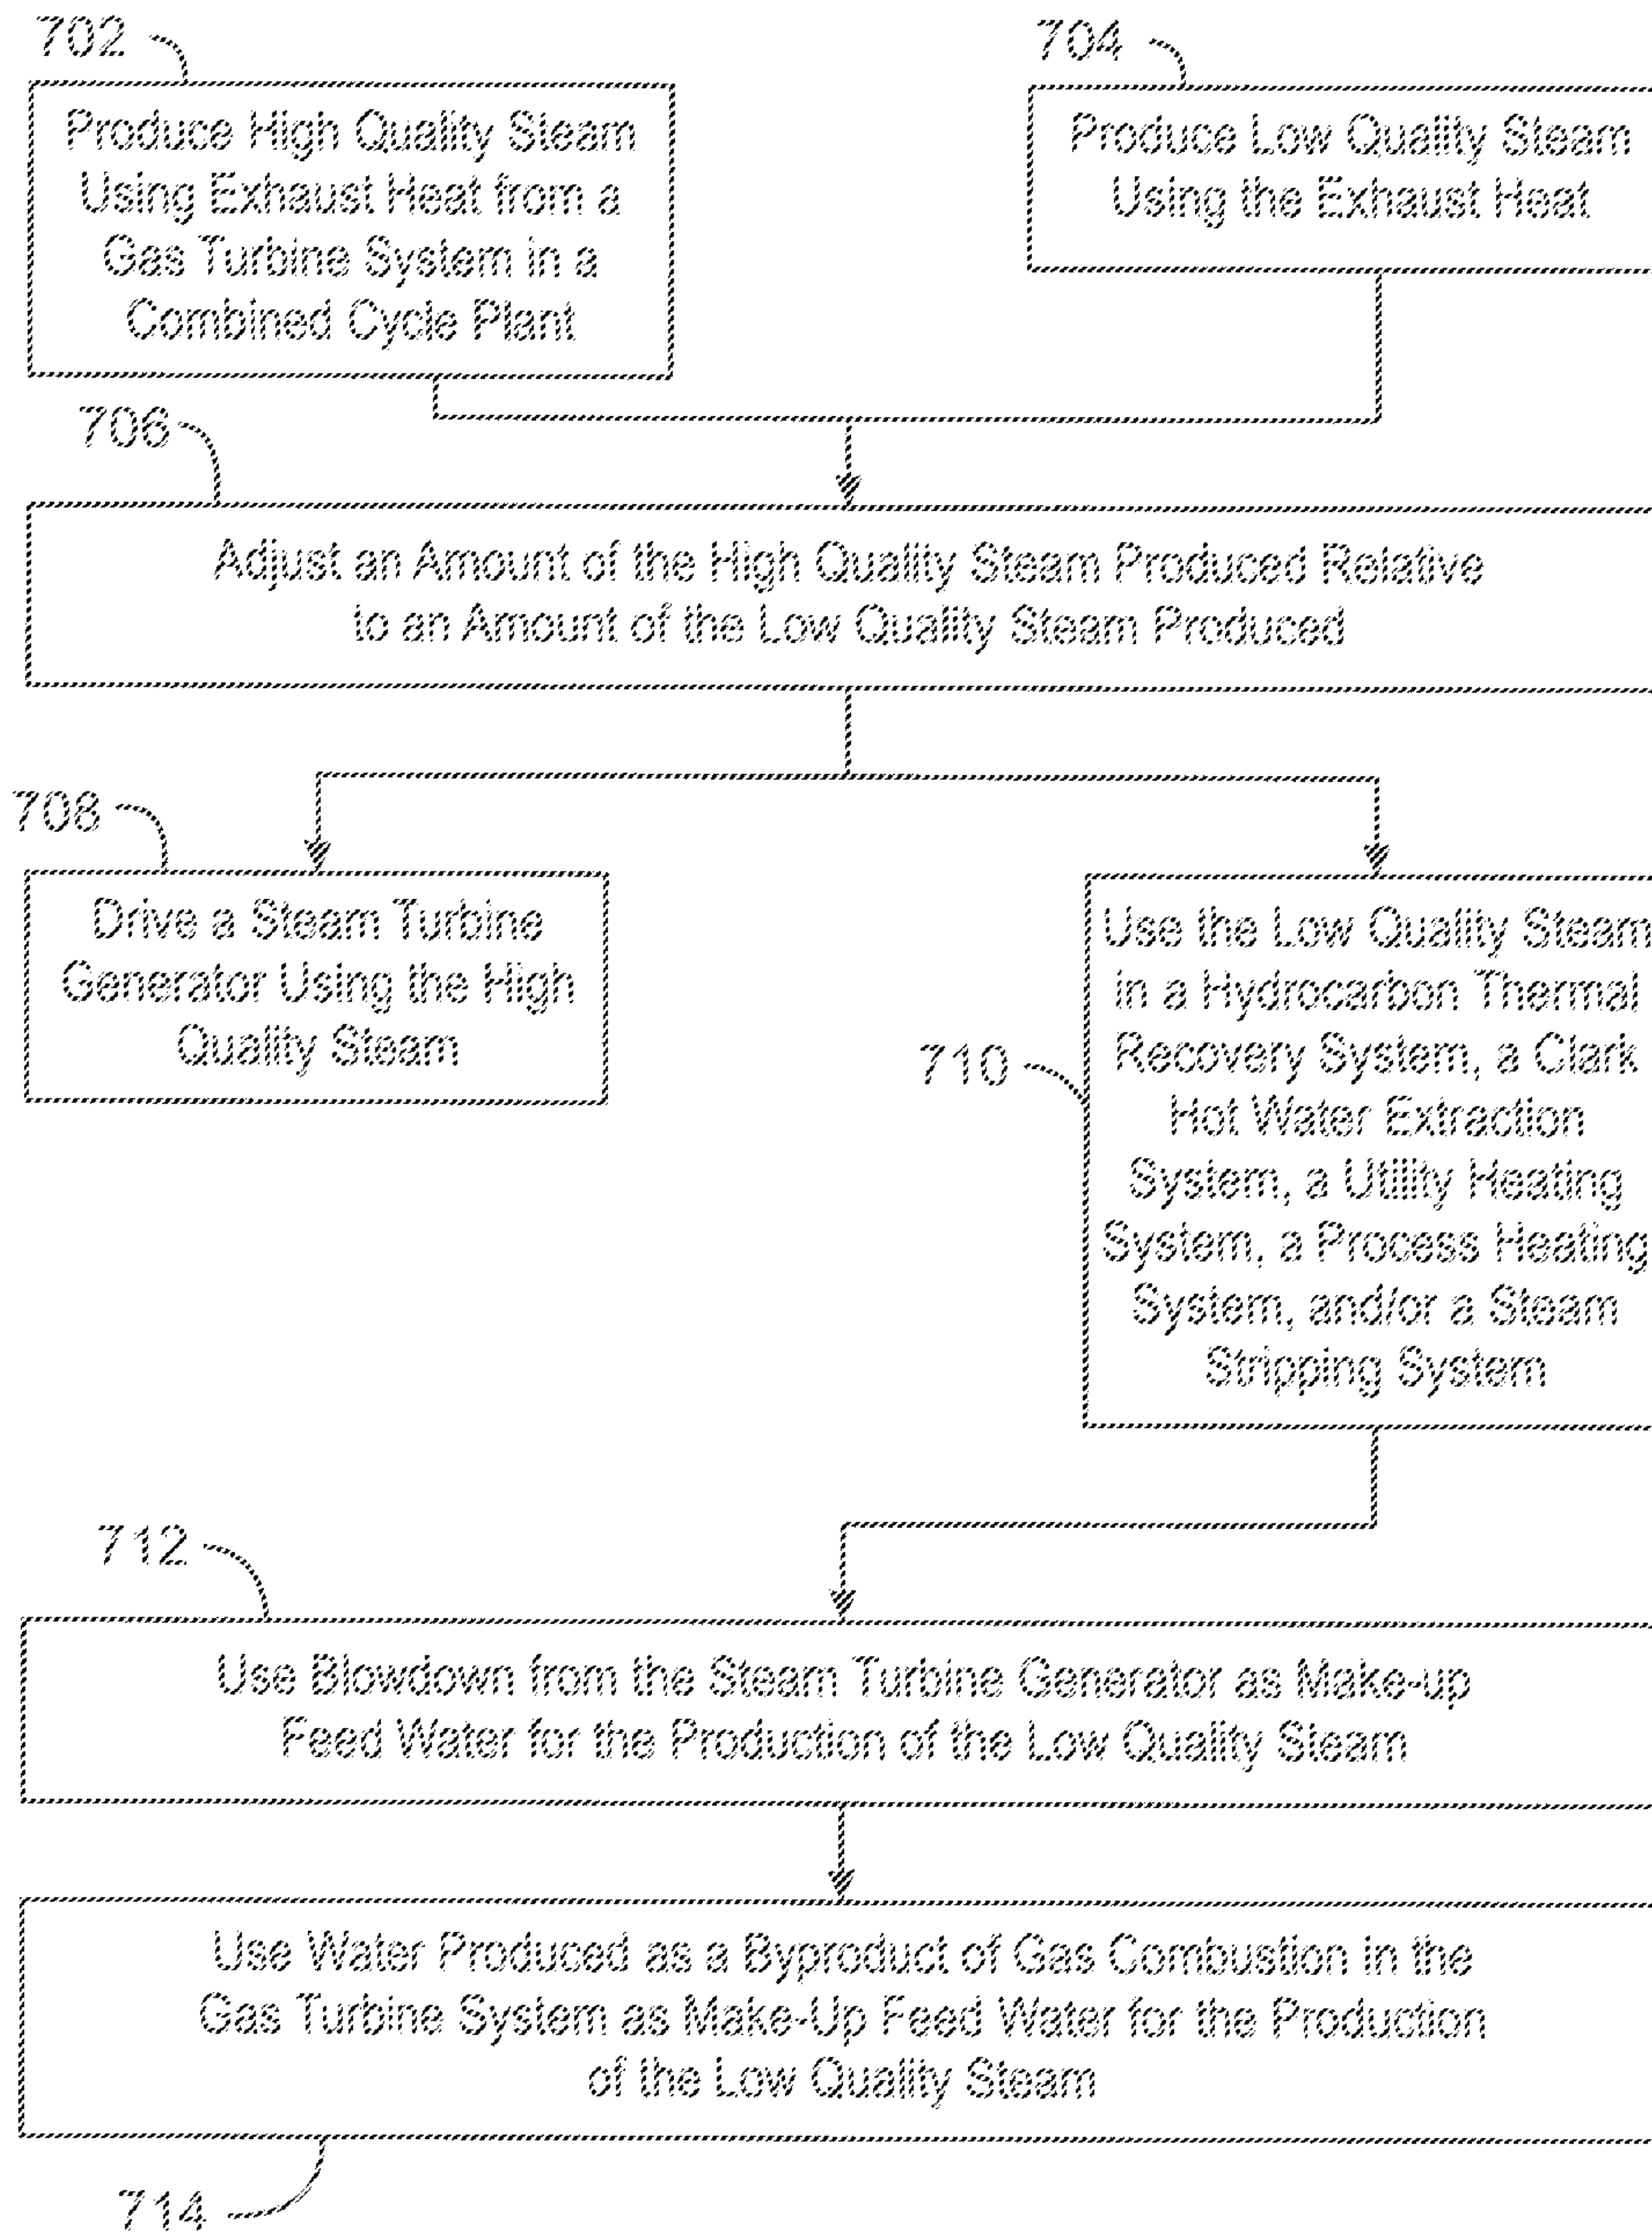 702
Produce High Quality Steam
Using Exhaust Heat from a
Gas Turbine System in a
Combined Cycle Plant
704
Produce Low Quality Steam
Using the Exhaust Heat
706
Adjust an Amount of the High Quality Steam Produced Relative
to an Amount of the Low Quality Steam Produced
708
Drive a Steam Turbine
Generator Using the High
Quality Steam
710
Use the Low Quality Steam
in a Hydrocarbon Thermal
Recovery System, a Clark
Hot Water Extraction
System, a Utility Heating
System, a Process Heating
System, and/or a Steam
Stripping System
712
Use Blowdown from the Steam Turbine Generator as Make-up
Feed Water for the Production of the Low Quality Steam
Use Water Produced as a Byproduct of Gas Combustion in the
Gas Turbine System as Make-Up Feed Water for the Production
of the Low Quality Steam
714